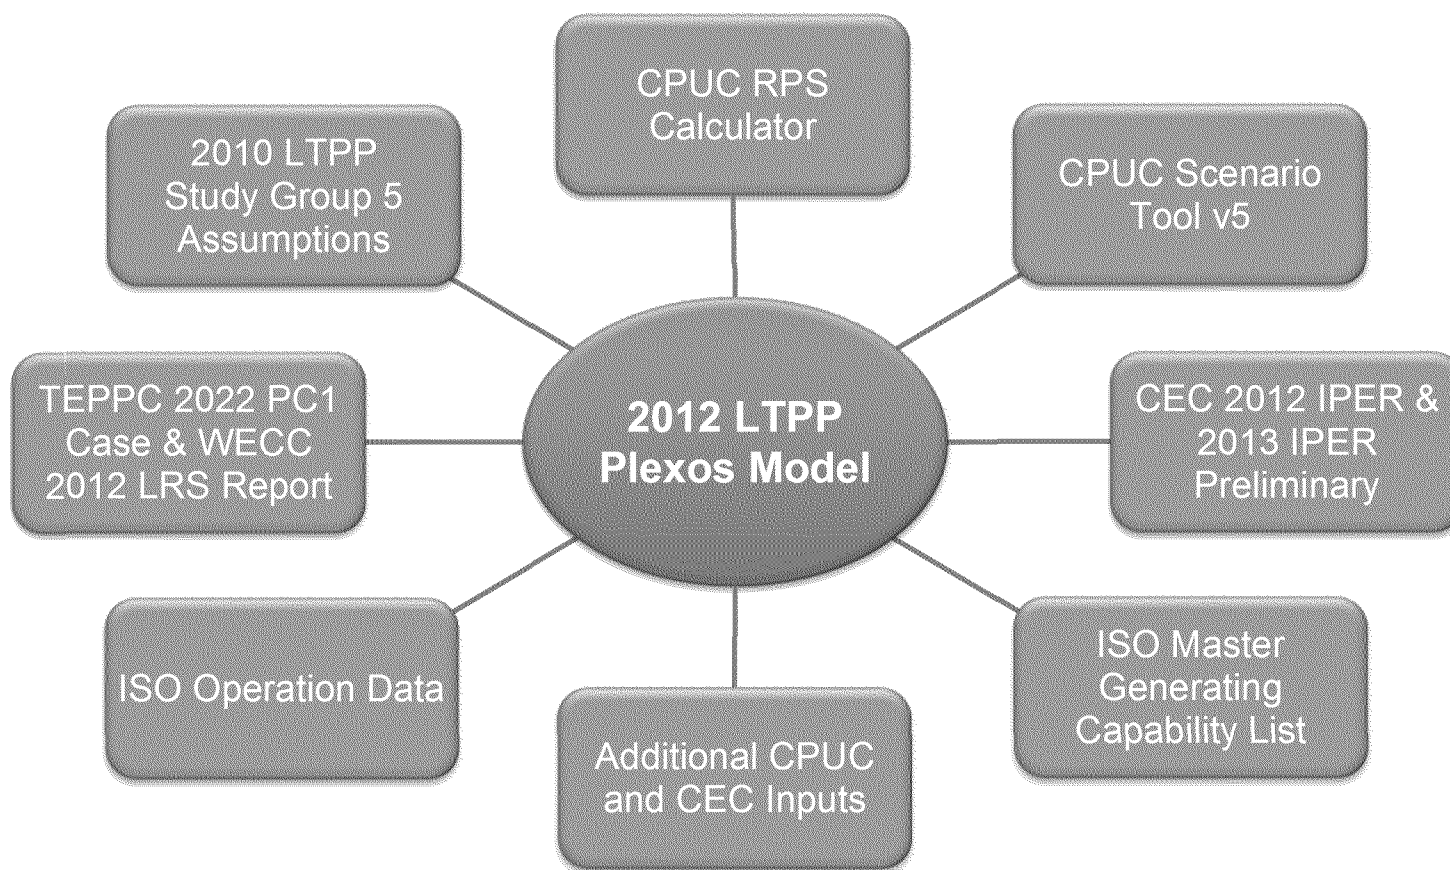 CPUC RPS
Calculator
2010 LTPP
Study Group 5
Assumptions
CPUC Scenario
Tool v5
TEPPC 2022 PC1
Case & WECC
2012 LRS Report
2012 LTPP
Plexos Model
CEC 2012 IPER &
2013 IPER
Preliminary
ISO Operation Data
ISO Master
Generating
Capability List
Additional CPUC
and CEC Inputs